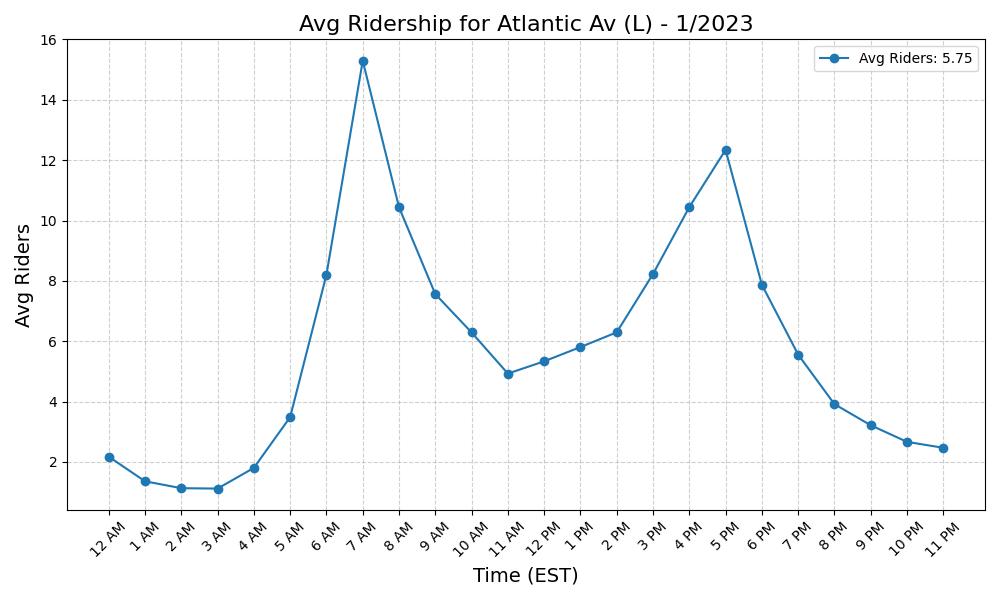 Avg Ridership for Atlantic Av (L) - 1/2023
Avg Riders: 5.75
16
14
12
10
8
6
4
2
Avg Riders
12 AM
1 AM
2 AM
3 AM
4 AM
5 AM
6 AM
7 AM
8 AM
9 AM
10 AM
11 AM
12 PM
1 PM
2 PM
3 PM
4 PM
5 PM
6 PM
7 PM
8 PM
9 PM
10 PM
11 PM
Time (EST)